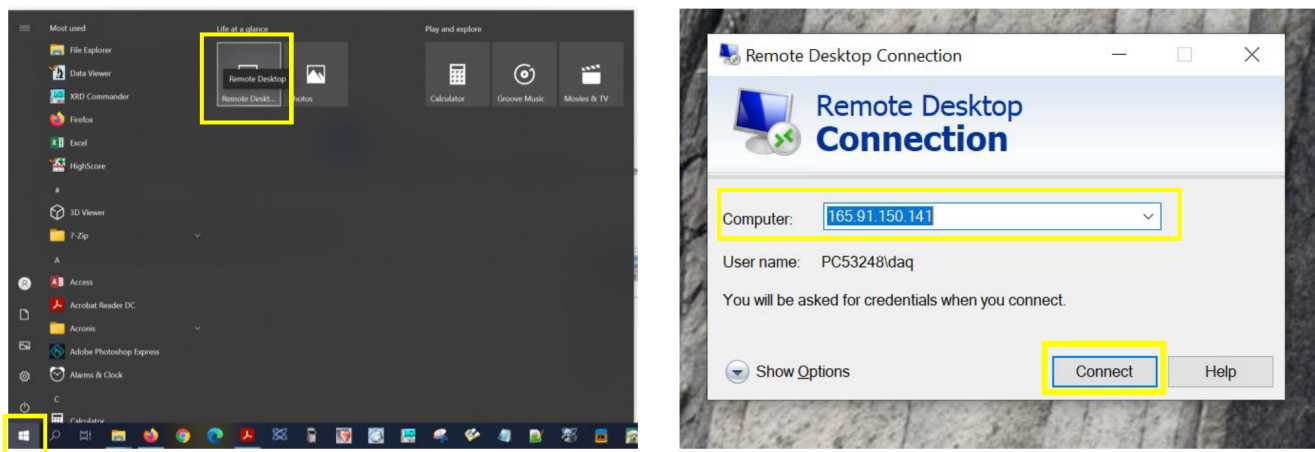 Most used
File Explorer
Data Viewer
XRD Commander
Firefox
Excel
HighScore
#
3D Viewer
7-Zip
A
Access
Acrobat Reader DC
Acronis
Adobe Photoshop Express
Alarms & Clock
C
Calculator
Life at a glance
Remote Desktop
Remote Deskt...
hotos
Play and explore
Calculator
Groove Music
Movies & TV
Remote Desktop Connection
Remote Desktop
Connection
Computer: 165.91.150.141
User name: PC53248\daq
You will be asked for credentials when you connect.
Show Options
Connect
Help